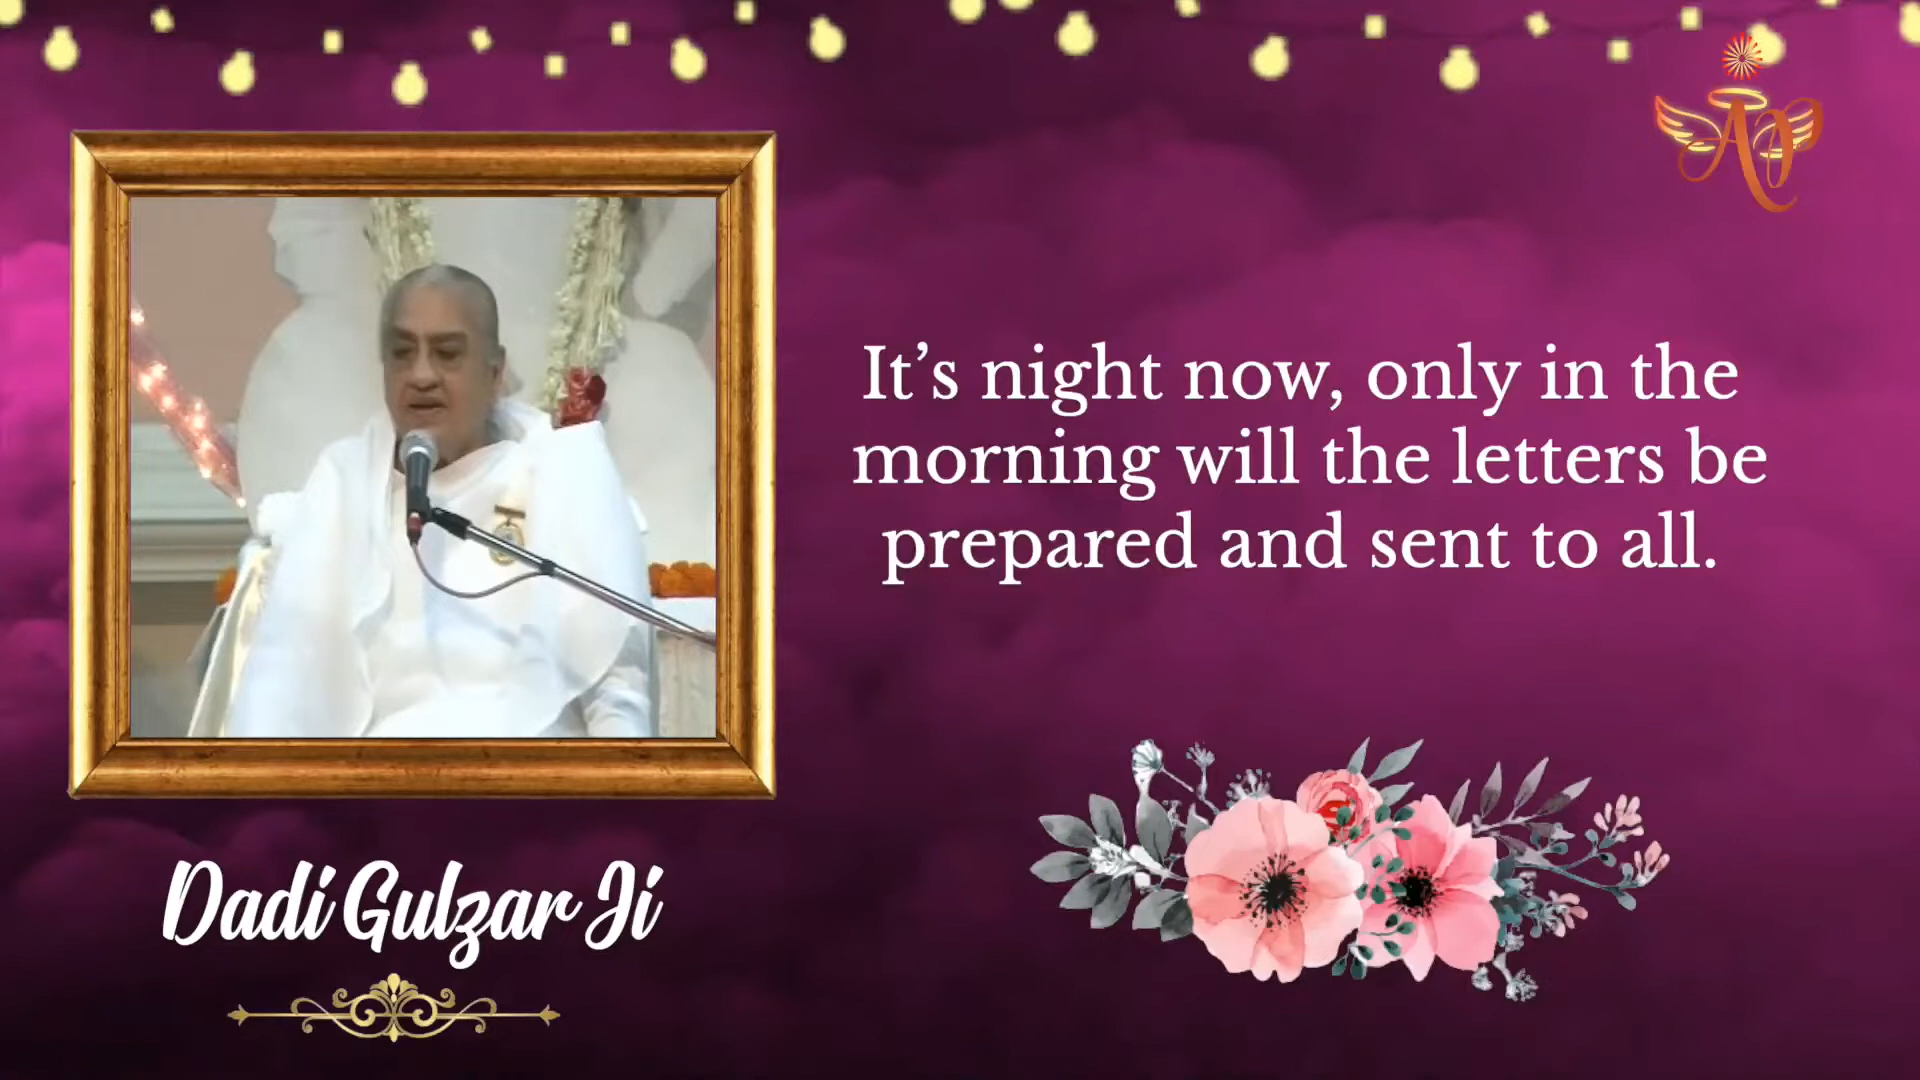 AP
It’s night now, only in the
morning will the letters be
prepared and sent to all.
Dadi Gulzar Ji